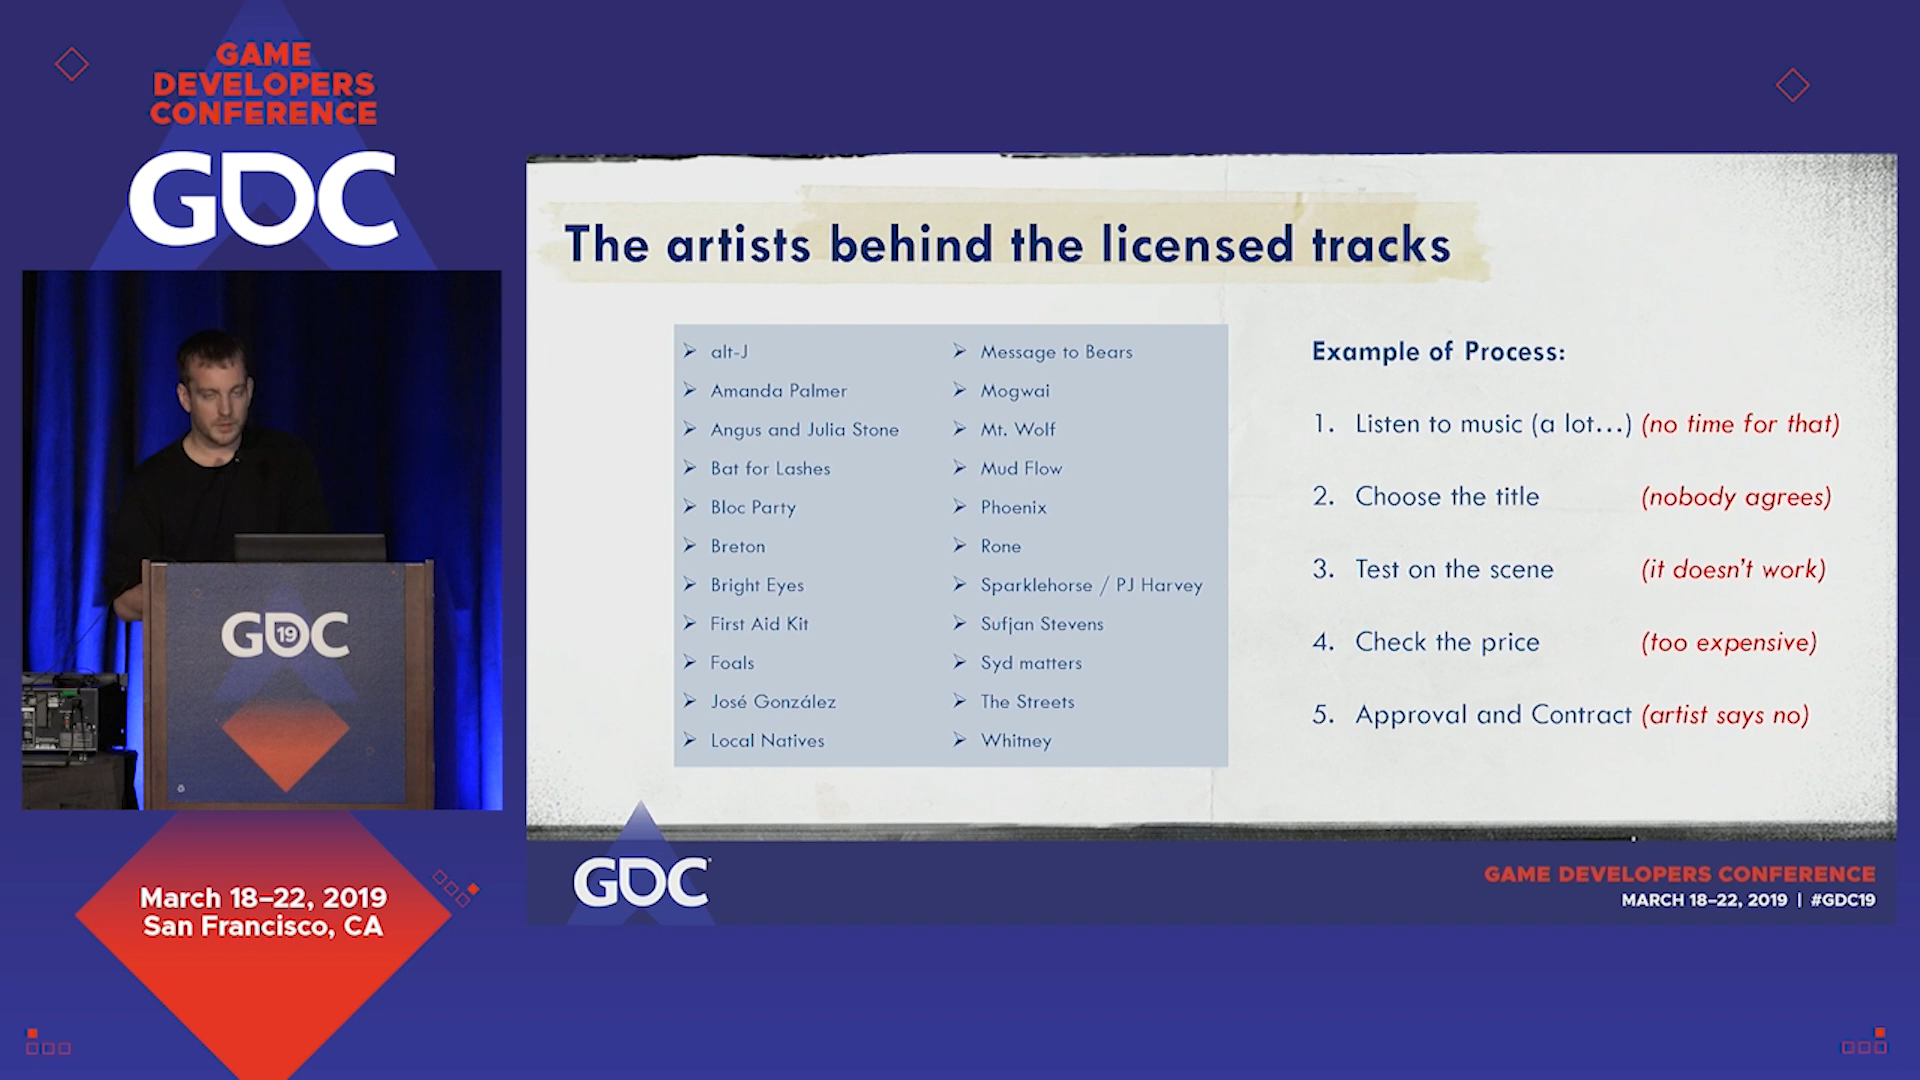 GAME
DEVELOPERS
CONFERENCE
GDC
GDC
19
March 18–22, 2019
San Francisco, CA
The artists behind the licensed tracks
alt-J
Amanda Palmer
Angus and Julia Stone
Bat for Lashes
Bloc Party
Breton
Bright Eyes
First Aid Kit
Foals
José González
Local Natives
Message to Bears
Mogwai
Mt. Wolf
Mud Flow
Phoenix
Rone
Sparklehorse / PJ Harvey
Sufjan Stevens
Syd matters
The Streets
Whitney
Example of Process:
1. Listen to music (a lot...) (no time for that)
2. Choose the title (nobody agrees)
3. Test on the scene (it doesn't work)
4. Check the price (too expensive)
5. Approval and Contract (artist says no)
GDC
GAME DEVELOPERS CONFERENCE
MARCH 18–22, 2019 | #GDC19